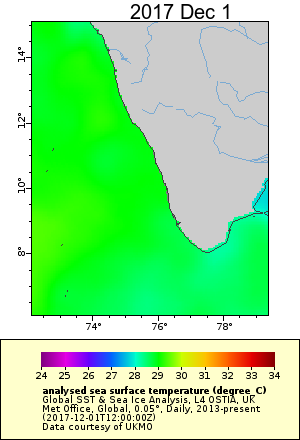 2017 Dec 1
14°
12°
10°
8°
74°
76°
78°
24 25 26 27 28 29 30 31 32 33 34
analysed sea surface temperature (degree_C)
Global SST & Sea Ice Analysis, L4 OSTIA, UK
Met Office, Global, 0.05°, Daily, 2013-present
(2017-12-01T12:00:00Z)
Data courtesy of UKMO